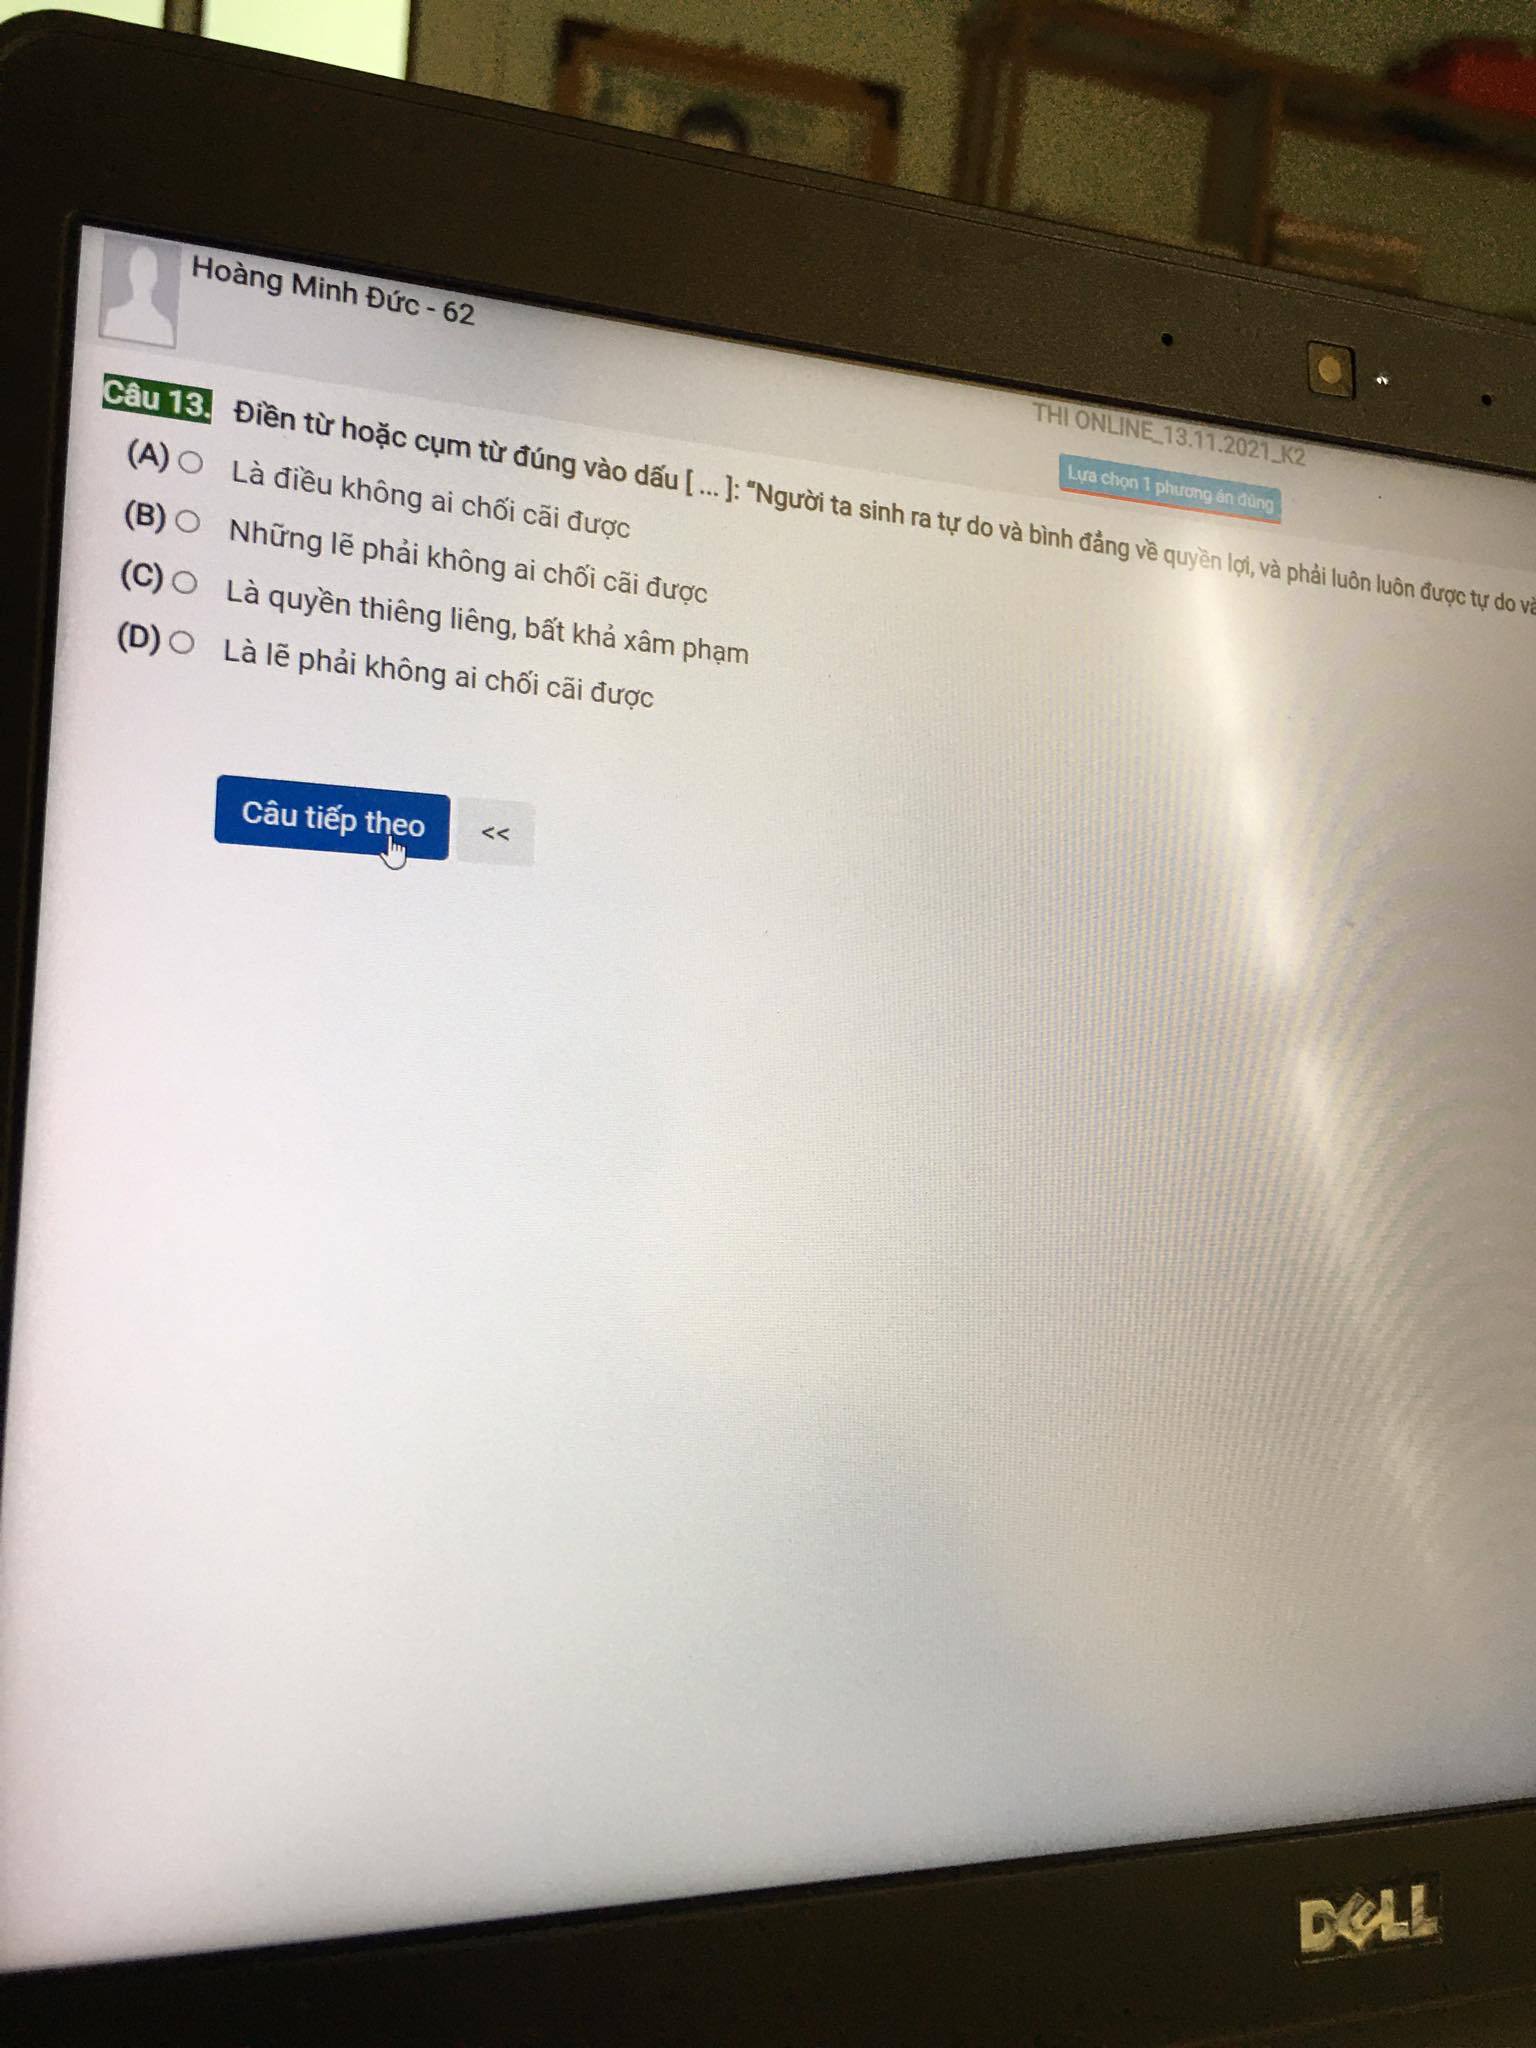 Hoàng Minh Đức - 62
THI ONLINE_13.11.2021_K2
Lựa chọn 1 phương án đúng
Câu 13. Điền từ hoặc cụm từ đúng vào dấu [ ... ]: "Người ta sinh ra tự do và bình đẳng về quyền lợi, và phải luôn luôn được tự do và
(A) Là điều không ai chối cãi được
(B) Những lẽ phải không ai chối cãi được
(C) Là quyền thiêng liêng, bất khả xâm phạm
(D) Là lẽ phải không ai chối cãi được
Câu tiếp theo <<
DELL